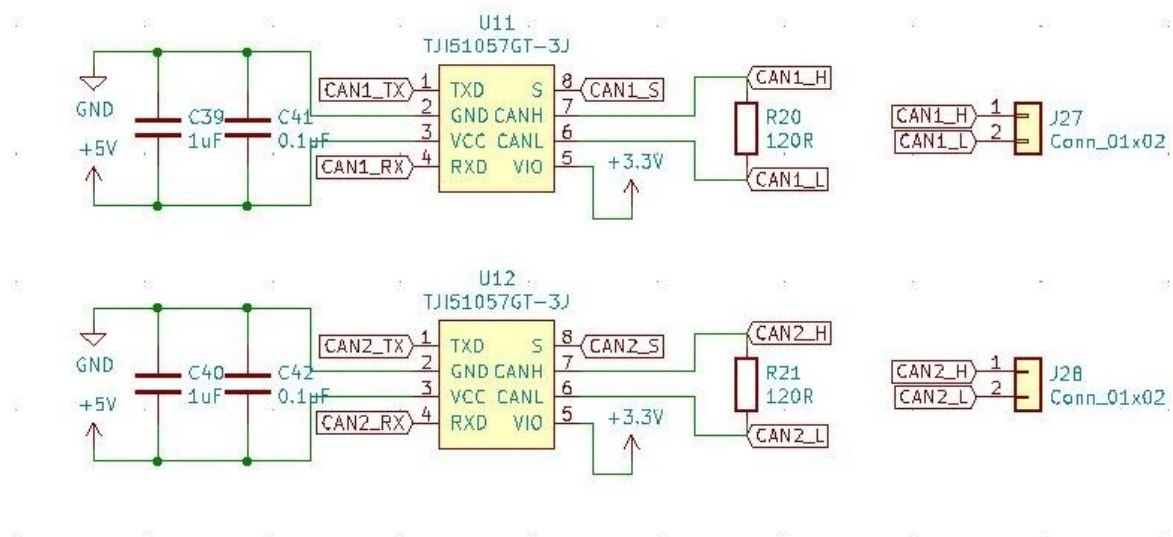 U11
TJI51057GT-3J
GND
+5V
C39
1uF
C41
0.1uF
CAN1_TX
CAN1_RX
1
2
3
4
TXD
GND
VCC
RXD
S
CANH
CANL
VIO
8
7
6
5
CAN1_S
+3.3V
CAN1_H
R20
120R
CAN1_L
CAN1_H 1
CAN1_L 2
J27
Conn_01x02
U12
TJI51057GT-3J
GND
+5V
C40
1uF
C42
0.1uF
CAN2_TX
CAN2_RX
1
2
3
4
TXD
GND
VCC
RXD
S
CANH
CANL
VIO
8
7
6
5
CAN2_S
+3.3V
CAN2_H
R21
120R
CAN2_L
CAN2_H 1
CAN2_L 2
J28
Conn_01x02